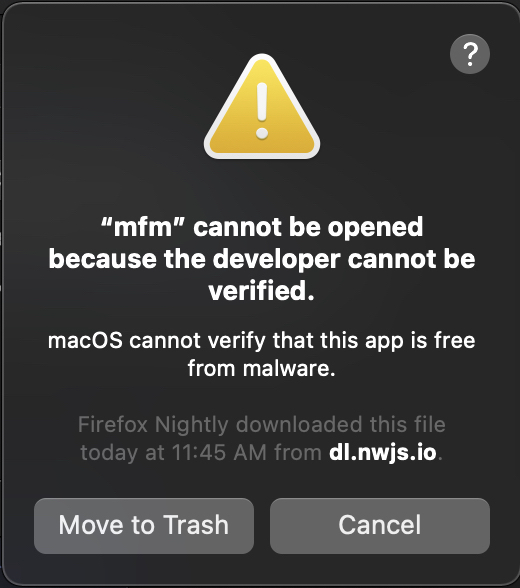 ?
“mfm” cannot be opened
because the developer cannot be
verified.
macOS cannot verify that this app is free
from malware.
Firefox Nightly downloaded this file
today at 11:45 AM from dl.nwjs.io.
Move to Trash
Cancel